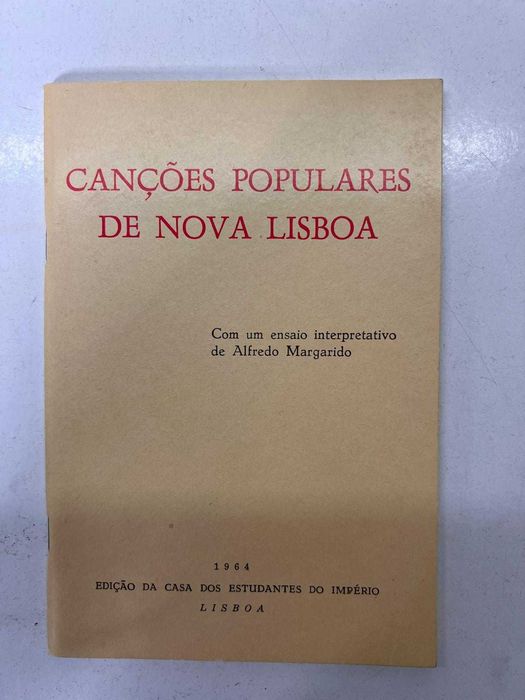 CANÇÕES POPULARES
DE NOVA LISBOA
Com um ensaio interpretativo
de Alfredo Margarido
1964
EDIÇÃO DA CASA DOS ESTUDANTES DO IMPÉRIO
LISBOA